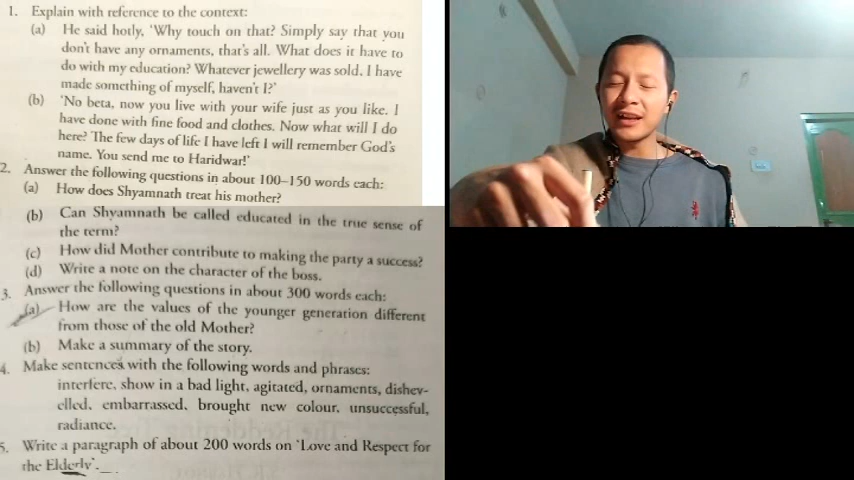 1. Explain with reference to the context:
(a) He said hotly, 'Why touch on that? Simply say that you
don't have any ornaments, that's all. What does it have to
do with my education? Whatever jewellery was sold, I have
made something of myself, haven't I?'
(b) 'No beta, now you live with your wife just as you like. I
have done with fine food and clothes. Now what will I do
here? The few days of life I have left I will remember God's
name. You send me to Haridwar!'
2. Answer the following questions in about 100-150 words each:
(a) How does Shyamnath treat his mother?
(b) Can Shyamnath be called educated in the true sense of
the term?
(c) How did Mother contribute to making the party a success?
(d) Write a note on the character of the boss.
3. Answer the following questions in about 300 words each:
(a) How are the values of the younger generation different
from those of the old Mother?
(b) Make a summary of the story.
4. Make sentences with the following words and phrases:
interfere, show in a bad light, agitated, ornaments, dishev-
elled, embarrassed, brought new colour, unsuccessful,
radiance.
5. Write a paragraph of about 200 words on 'Love and Respect for
the Elderly'.